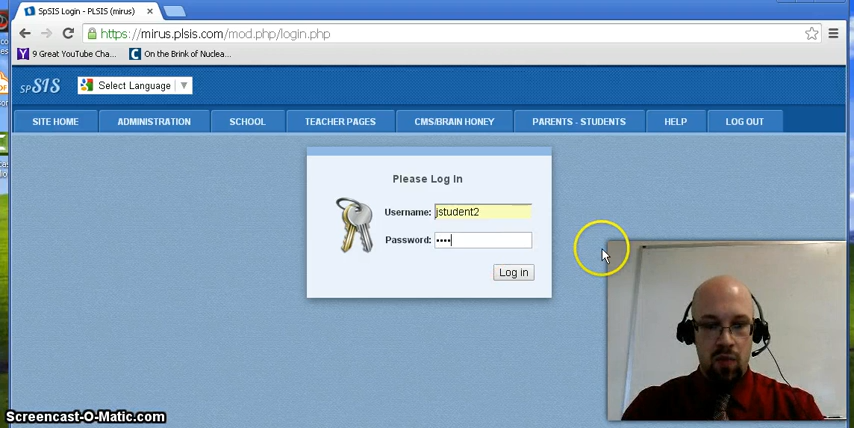 SpSIS Login - PLSIS (mirus)
https://mirus.plsis.com/mod.php/login.php
9 Great YouTube Cha...
On the Brink of Nuclea...
spSIS
Select Language
SITE HOME
ADMINISTRATION
SCHOOL
TEACHER PAGES
CMS/BRAIN HONEY
PARENTS - STUDENTS
HELP
LOG OUT
Please Log In
Username: jstudent2
Password: ••••
Log in
Screencast-O-Matic.com